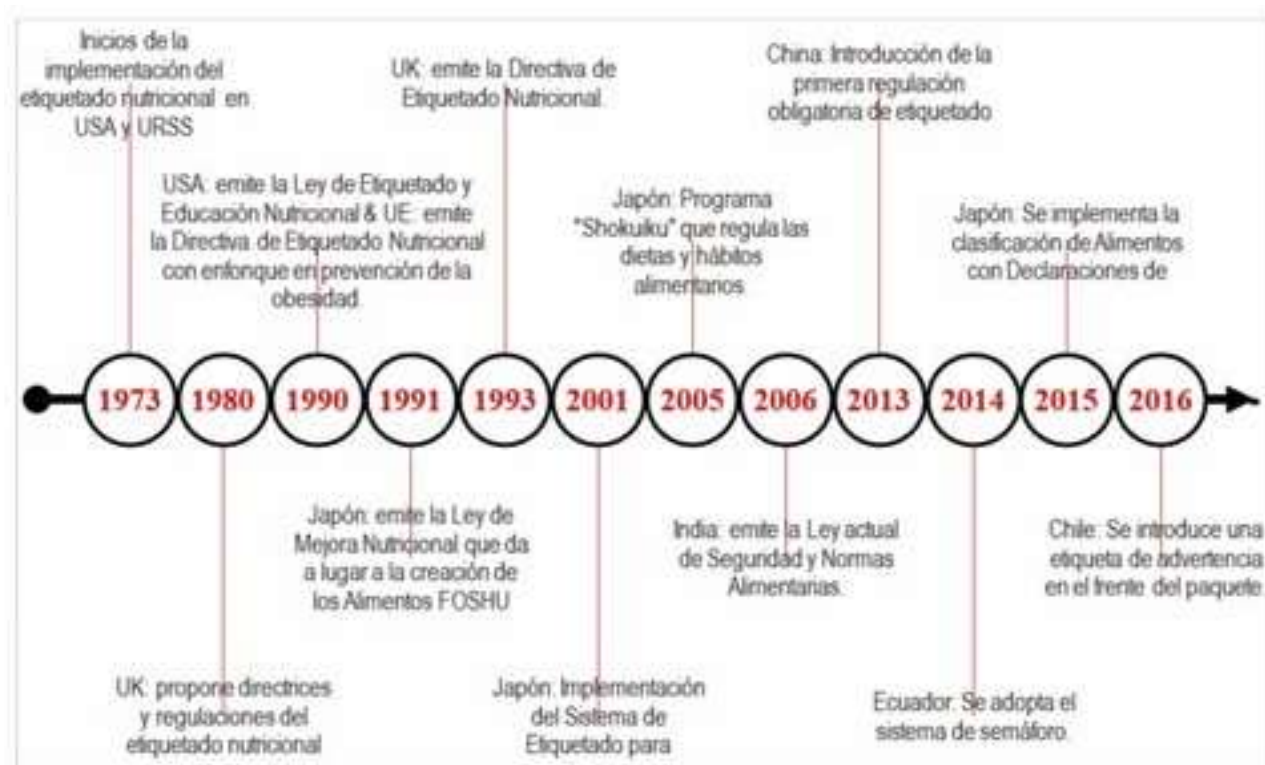 Inicios de la
implementación del
etiquetado nutricional en
USA y URSS
USA: emite la Ley de Etiquetado y
Educación Nutricional & UE: emite
la Directiva de Etiquetado Nutricional
con enfonque en prevención de la
obesidad.
UK: emite la Directiva de
Etiquetado Nutricional.
Japón: Programa
"Shokuiku" que regula las
dietas y hábitos
alimentarios
China: Introducción de la
primera regulación
obligatoria de etiquetado
Japón: Se implementa la
clasificación de Alimentos
con Declaraciones de
1973 1980 1990 1991 1993 2001 2005 2006 2013 2014 2015 2016
UK: propone directrices
y regulaciones del
etiquetado nutricional
Japón: emite la Ley de
Mejora Nutricional que da
a lugar a la creación de
los Alimentos FOSHU
Japón: Implementación
del Sistema de
Etiquetado para
India: emite la Ley actual
de Seguridad y Normas
Alimentarias.
Ecuador: Se adopta el
sistema de semáforo.
Chile: Se introduce una
etiqueta de advertencia
en el frente del paquete